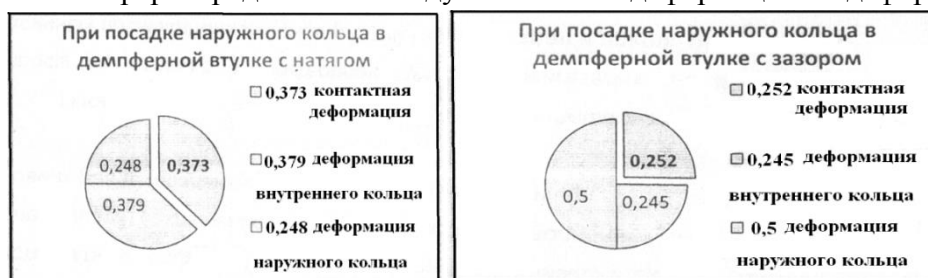 При посадке наружного кольца в
демпферной втулке с натягом
0,248
0,373
0,379
0,373 контактная
деформация
0,379 деформация
внутреннего кольца
0,248 деформация
наружного кольца
При посадке наружного кольца в
демпферной втулке с зазором
0,252
0,5
0,245
0,252 контактная
деформация
0,245 деформация
внутреннего кольца
0,5 деформация
наружного кольца